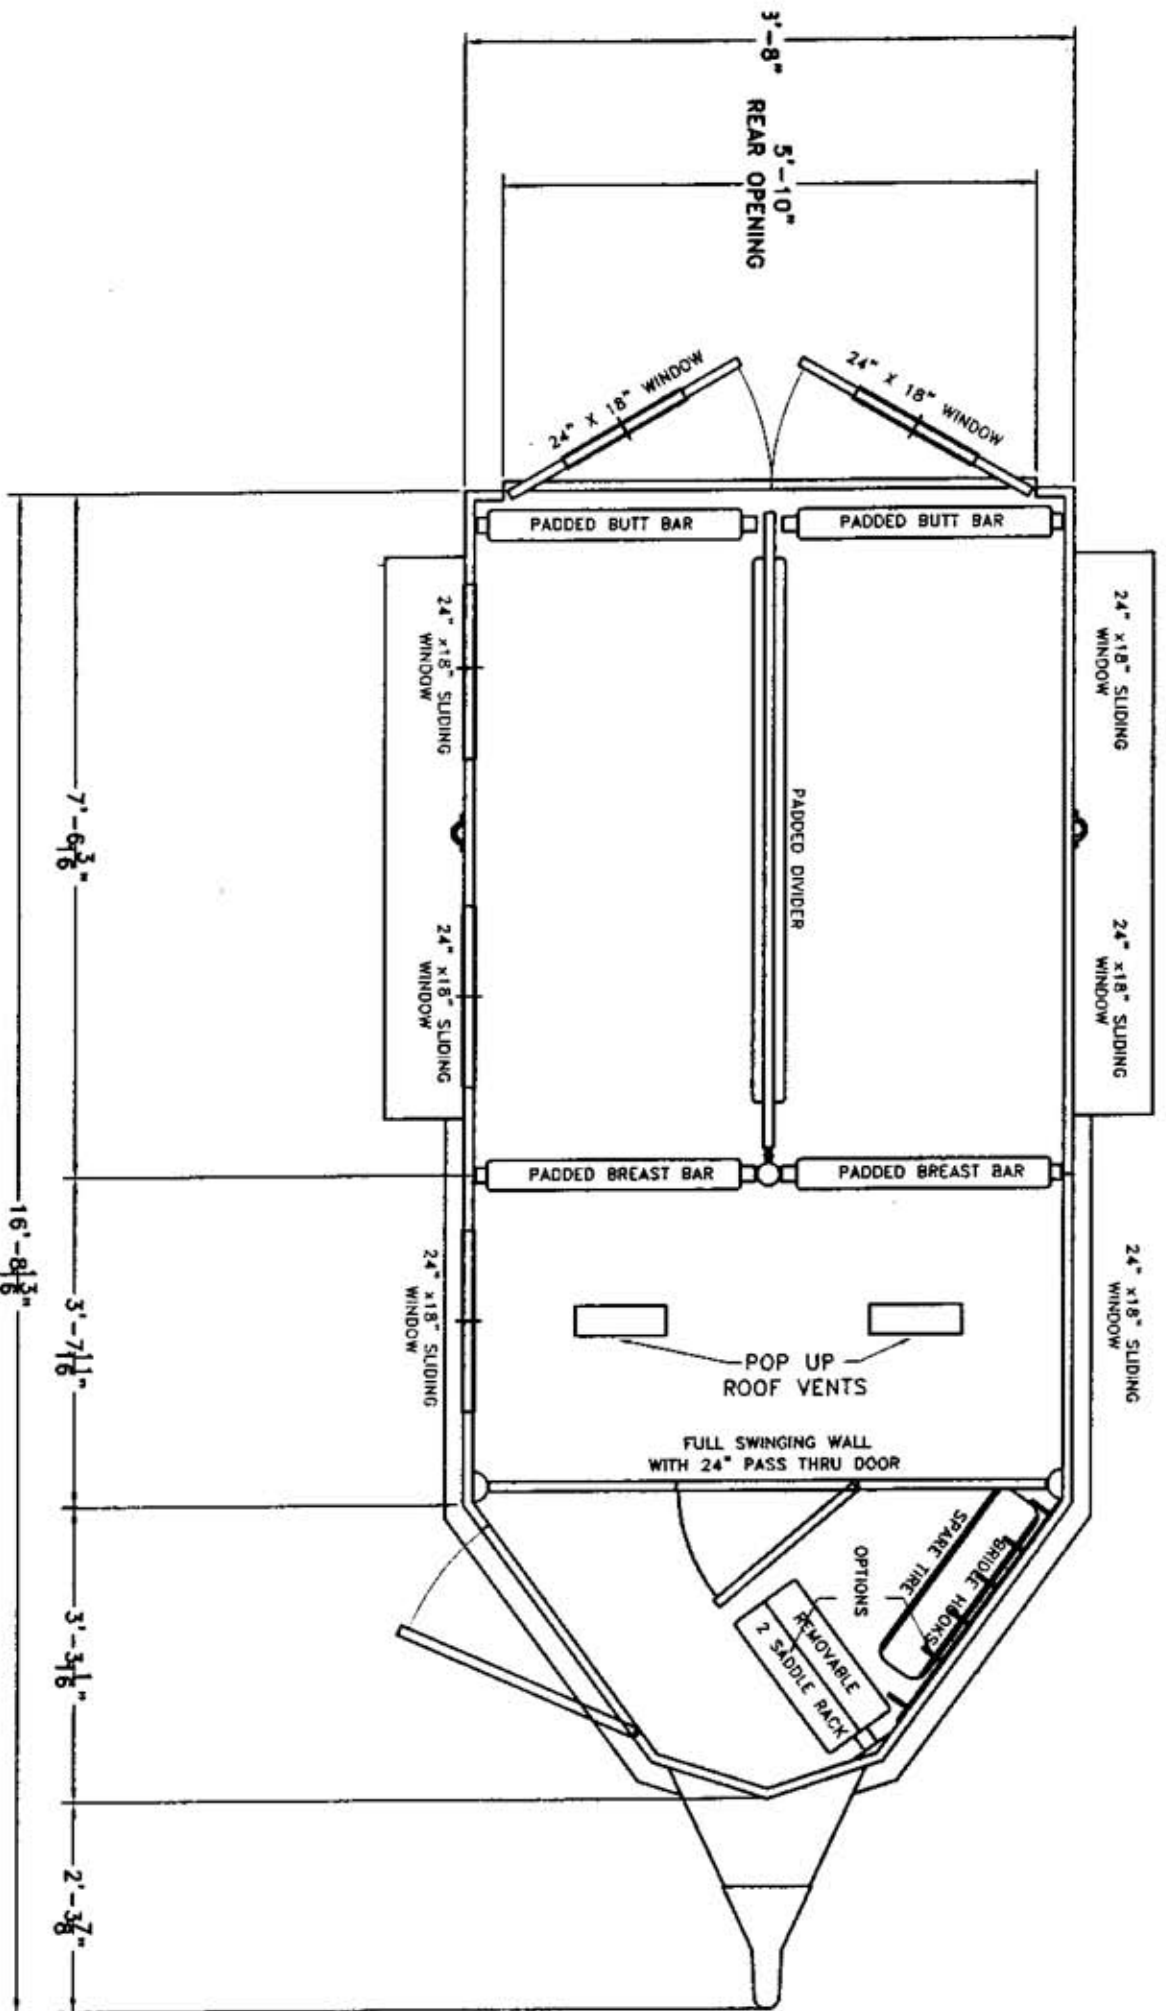 '-8"
5'-10"
REAR OPENING
24" X 18" WINDOW
24" X 18" WINDOW
PADDED BUTT BAR
PADDED BUTT BAR
24" x18" SLIDING
WINDOW
24" x18" SLIDING
WINDOW
PADDED DIVIDER
24" x18" SLIDING
WINDOW
24" x18" SLIDING
WINDOW
7'-6 3/16"
PADDED BREAST BAR
PADDED BREAST BAR
24" x18" SLIDING
WINDOW
24" x18" SLIDING
WINDOW
16'-8 13/16"
3'-7 11/16"
POP UP
ROOF VENTS
FULL SWINGING WALL
WITH 24" PASS THRU DOOR
SPARE TIRE
BRIDLE HOOKS
OPTIONS
REMOVABLE
2 SADDLE RACK
3'-3 1/16"
2'-3 7/8"